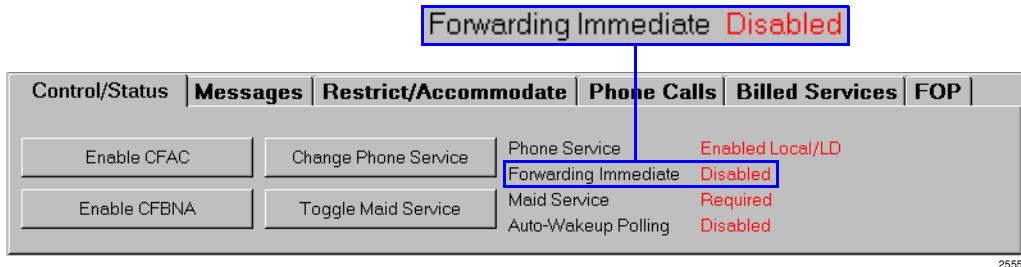 Forwarding Immediate Disabled
Control/Status Messages Restrict/Accommodate Phone Calls Billed Services FOP
Enable CFAC Change Phone Service Phone Service Enabled Local/LD
Forwarding Immediate Disabled
Enable CFBNA Toggle Maid Service Maid Service Required
Auto-Wakeup Polling Disabled
2555